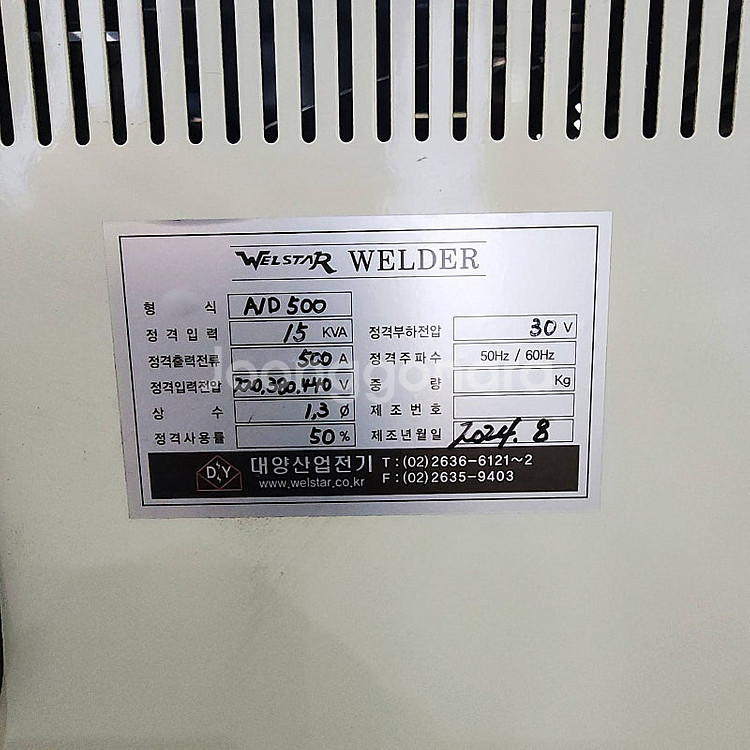 WELSTAR WELDER
형 식 A/D 500
정격입력 15 KVA 정격부하전압 30 V
정격출력전류 500 A 정격주파수 50Hz / 60Hz
정격입력전압 220,380,440 V 중 량 Kg
상 수 1,3 Ø 제조번호
정격사용률 50 % 제조년월일 2024. 8
DY 대양산업전기 T : (02) 2636-6121~2
www.welstar.co.kr F : (02) 2635-9403
Joonggonara